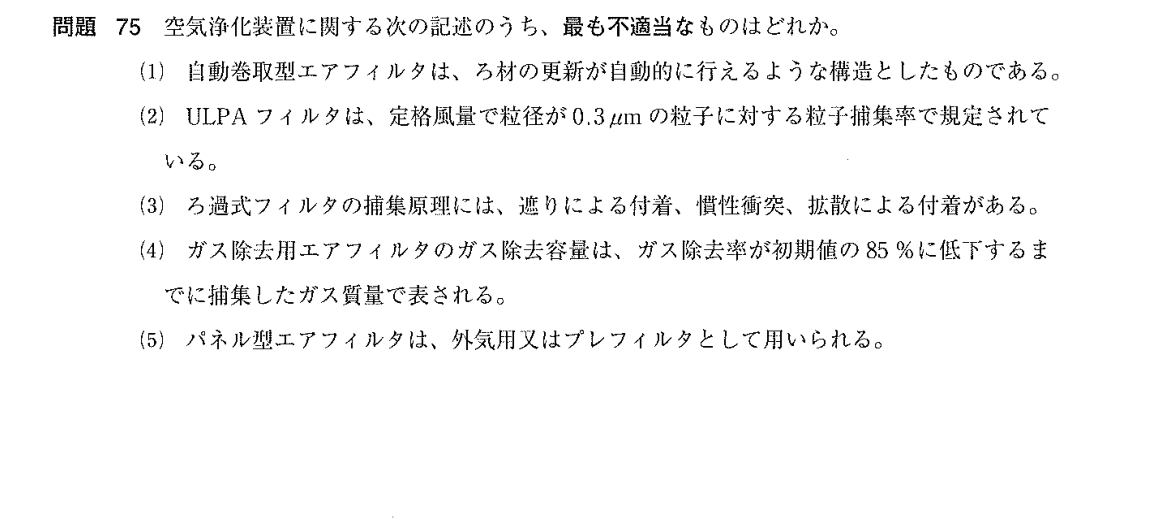 問題 75 空気浄化装置に関する次の記述のうち、最も不適当なものはどれか。
(1) 自動巻取型エアフィルタは、ろ材の更新が自動的に行えるような構造としたものである。
(2) ULPA フィルタは、定格風量で粒径が 0.3 μm の粒子に対する粒子捕集率で規定されて
いる。
(3) ろ過式フィルタの捕集原理には、遮りによる付着、慣性衝突、拡散による付着がある。
(4) ガス除去用エアフィルタのガス除去容量は、ガス除去率が初期値の 85 %に低下するま
でに捕集したガス質量で表される。
(5) パネル型エアフィルタは、外気用又はプレフィルタとして用いられる。